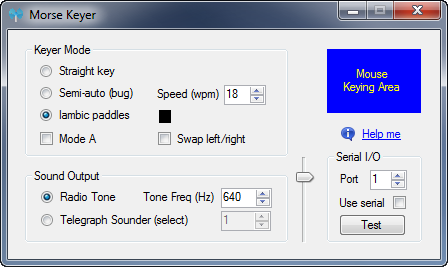 Morse Keyer
Keyer Mode
Straight key
Semi-auto (bug)
Speed (wpm) 18
Iambic paddles
Mode A
Swap left/right
Mouse
Keying Area
Help me
Sound Output
Radio Tone
Tone Freq (Hz) 640
Telegraph Sounder (select) 1
Serial I/O
Port 1
Use serial
Test